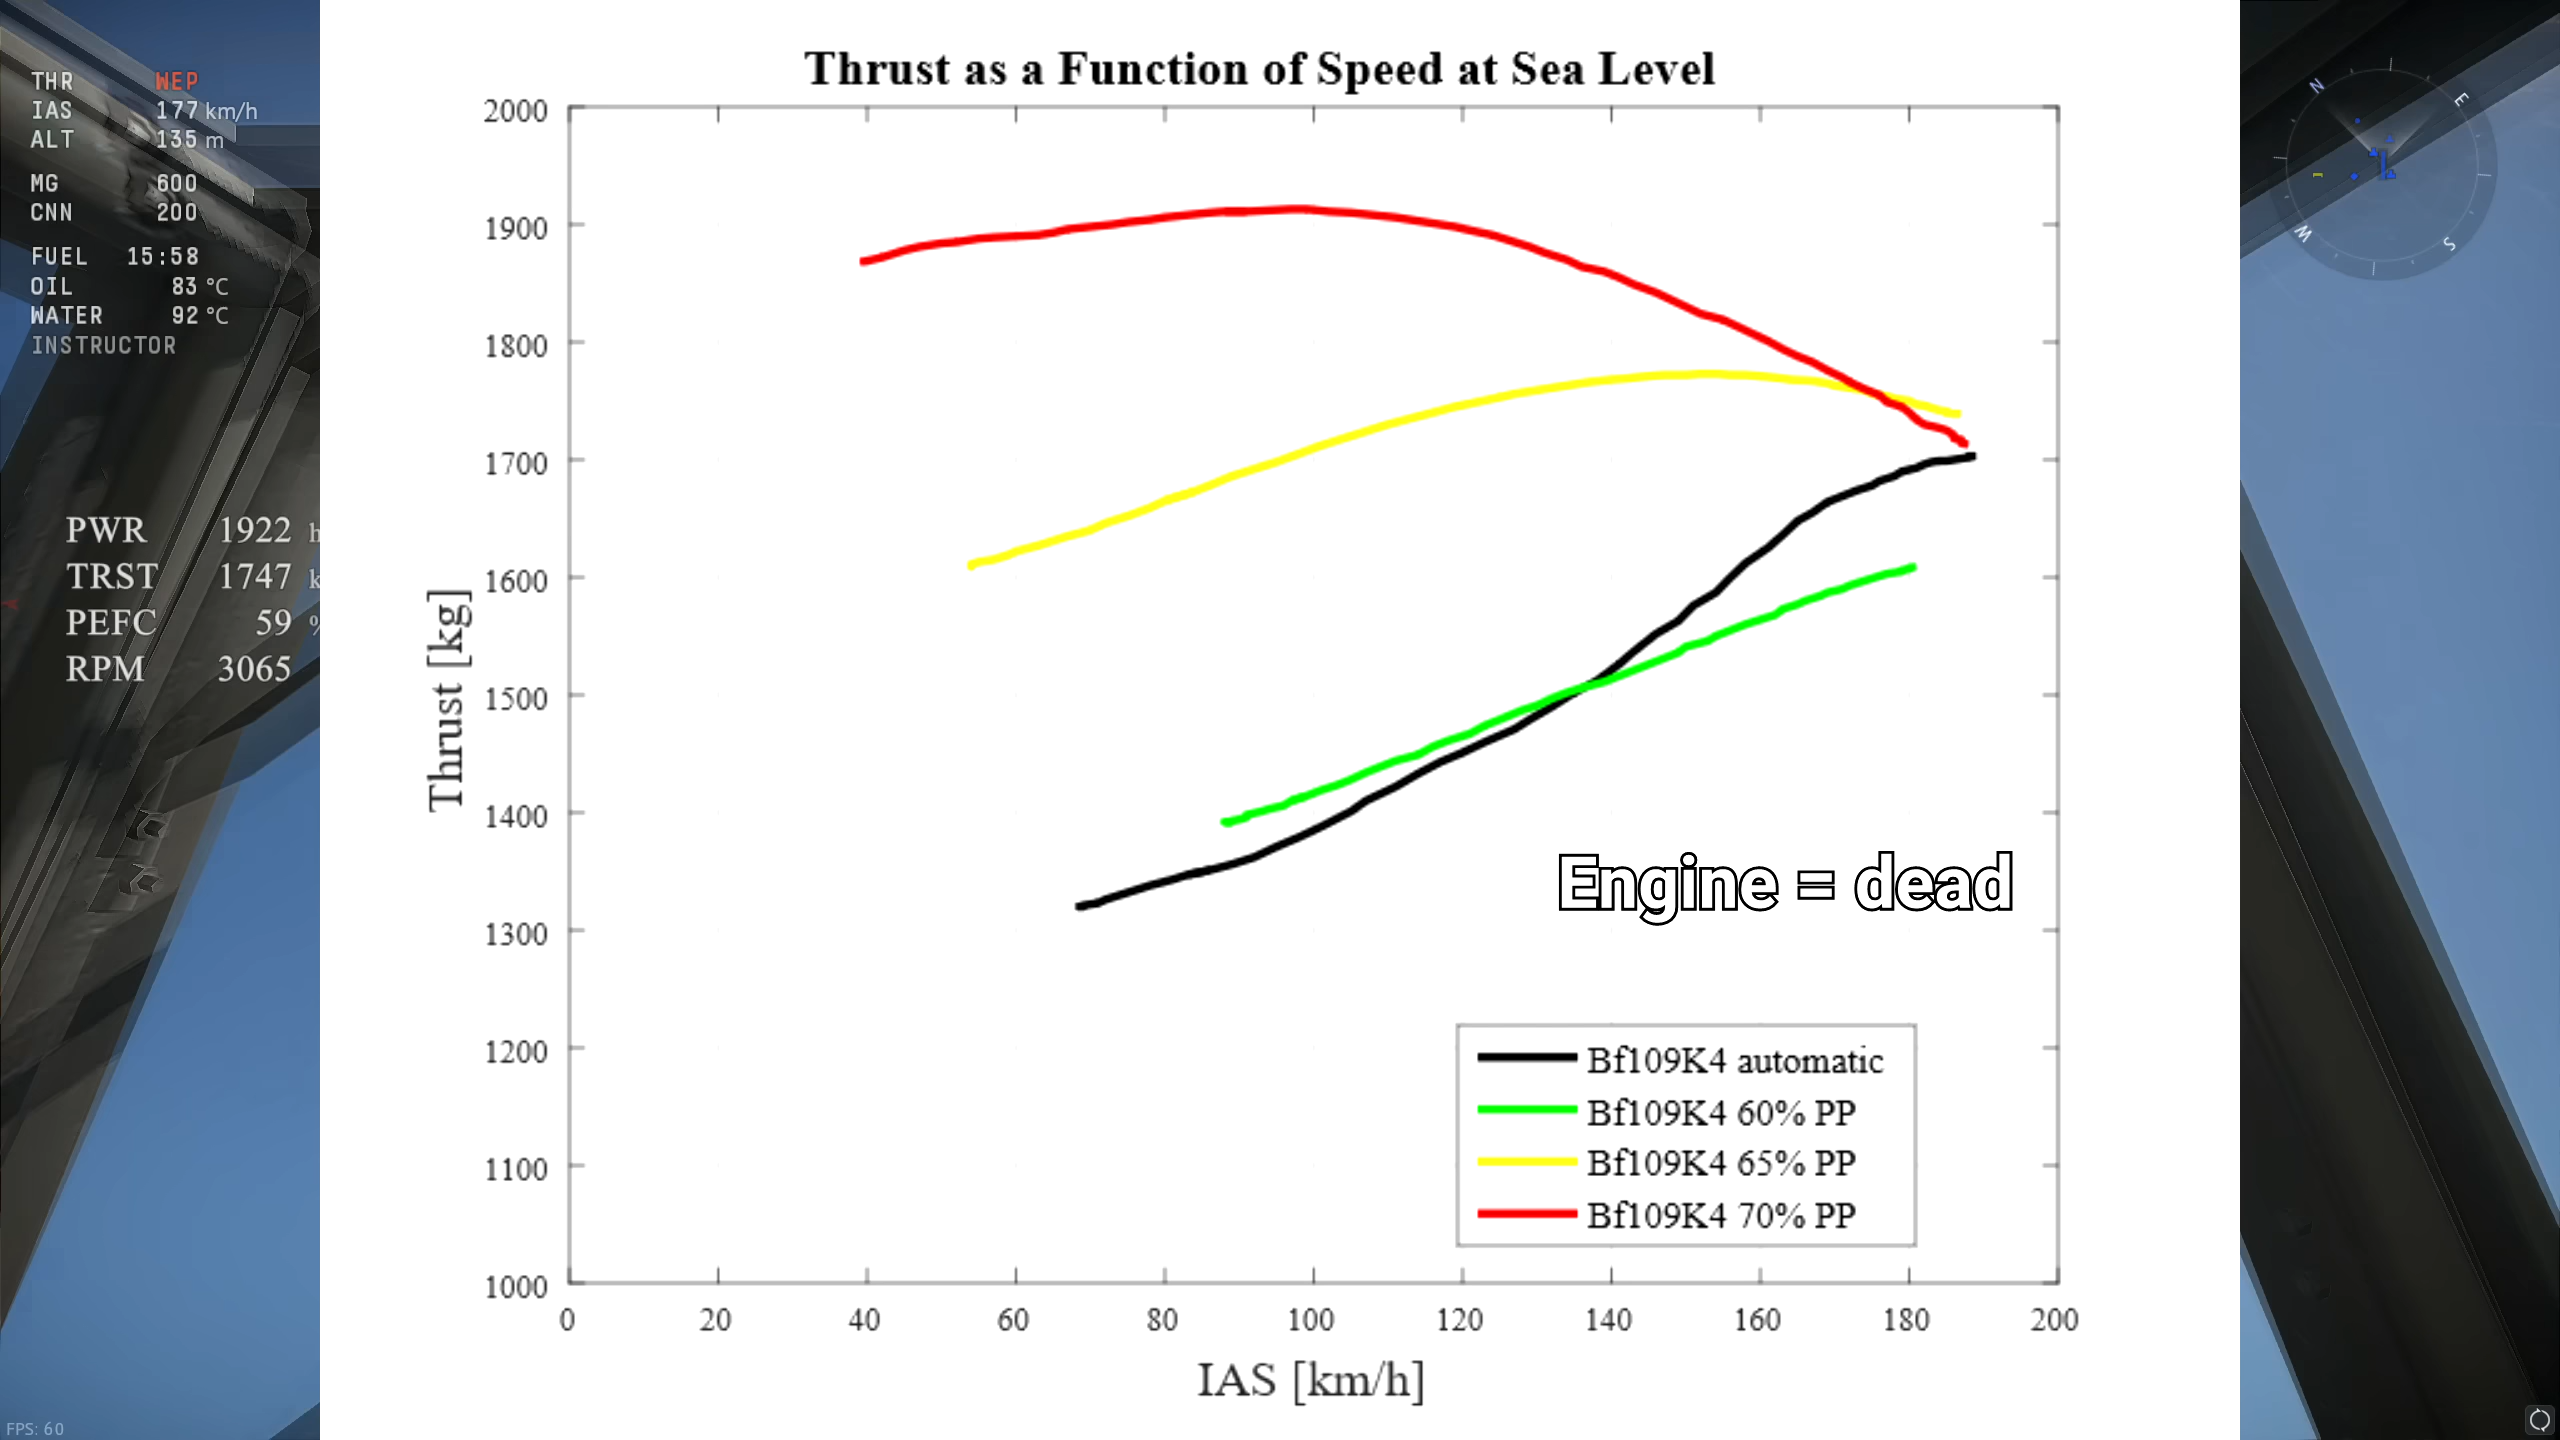 THR WEP
IAS 177 km/h
ALT 135 m
MG 600
CNN 200
FUEL 15:58
OIL 83 °C
WATER 92 °C
INSTRUCTOR
PWR 1922
TRST 1747
PEFC 59 %
RPM 3065
FPS: 60
Thrust as a Function of Speed at Sea Level
2000
1900
1800
1700
1600
1500
1400
1300
1200
1100
1000
Thrust [kg]
0 20 40 60 80 100 120 140 160 180 200
IAS [km/h]
Engine = dead
Bf109K4 automatic
Bf109K4 60% PP
Bf109K4 65% PP
Bf109K4 70% PP
N
E
S
W